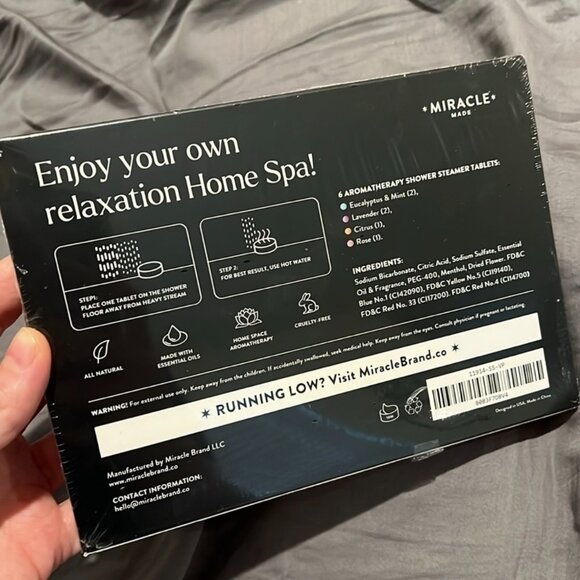 * MIRACLE *
MADE
Enjoy your own
relaxation Home Spa!
STEP1:
PLACE ONE TABLET ON THE SHOWER
FLOOR AWAY FROM HEAVY STREAM
STEP 2:
FOR BEST RESULT, USE HOT WATER
ALL NATURAL
MADE WITH
ESSENTIAL OILS
HOME SPACE
AROMATHERAPY
CRUELTY-FREE
6 AROMATHERAPY SHOWER STEAMER TABLETS:
Eucalyptus & Mint (2),
Lavender (2),
Citrus (1),
Rose (1).
INGREDIENTS:
Sodium Bicarbonate, Citric Acid, Sodium Sulfate, Essential
Oil & Fragrance, PEG-400, Menthol, Dried Flower. FD&C
Blue No.1 (C142090), FD&C Yellow No.5 (C119140),
FD&C Red No. 33 (C117200). FD&C Red No.4 (C114700)
WARNING! For external use only. Keep away from the children. If accidentally swallowed, seek medical help. Keep away from the eyes. Consult physician if pregnant or lactating.
* RUNNING LOW? Visit MiracleBrand.co *
Manufactured by Miracle Brand LLC
www.miraclebrand.co
CONTACT INFORMATION:
hello@miraclebrand.co
11914-SS-VP
Designed in USA, Made in China